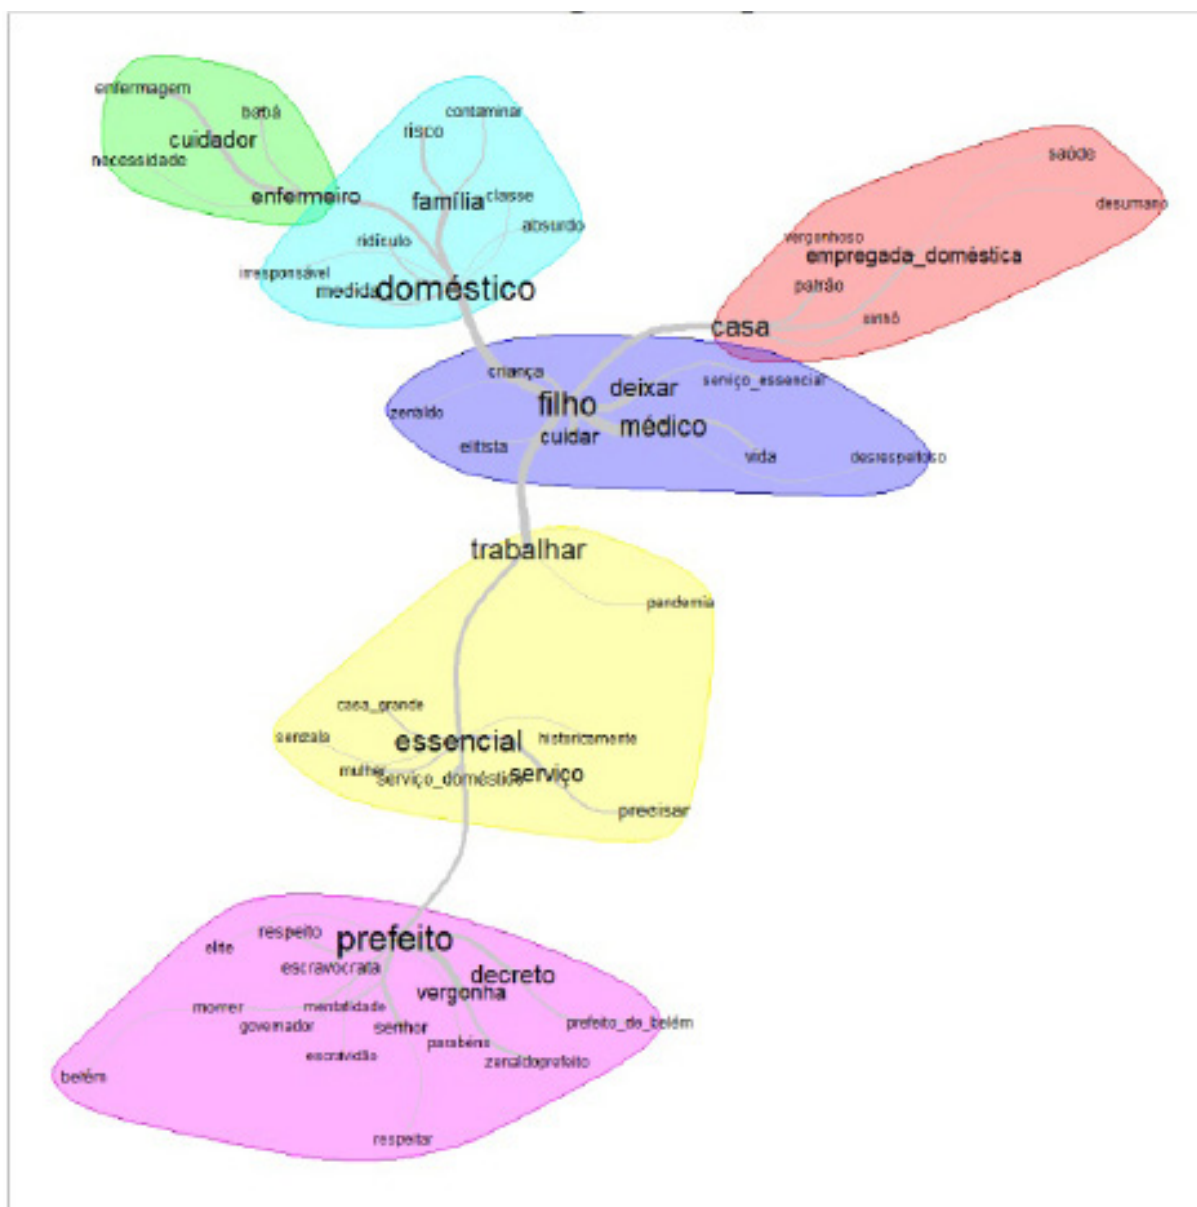 enfermagem
babá
cuidador
necessidade
enfermeiro
contaminar
risco
família
classe
absurdo
ridículo
irresponsável
medida
doméstico
saúde
desumano
vergonhoso
empregada_doméstica
patrão
sinhô
casa
criança
deixar
serviço_essencial
filho
zenaldo
médico
cuidar
elitista
vida
desrespeitoso
trabalhar
pandemia
casa_grande
senzala
essencial
historicamente
mulher
serviço_doméstico
serviço
precisar
respeito
prefeito
elite
escravocrata
decreto
vergonha
morrer
mentalidade
governador
senhor
prefeito_de_belém
parabéns
escravidão
zenaldoprefeito
belém
respeitar